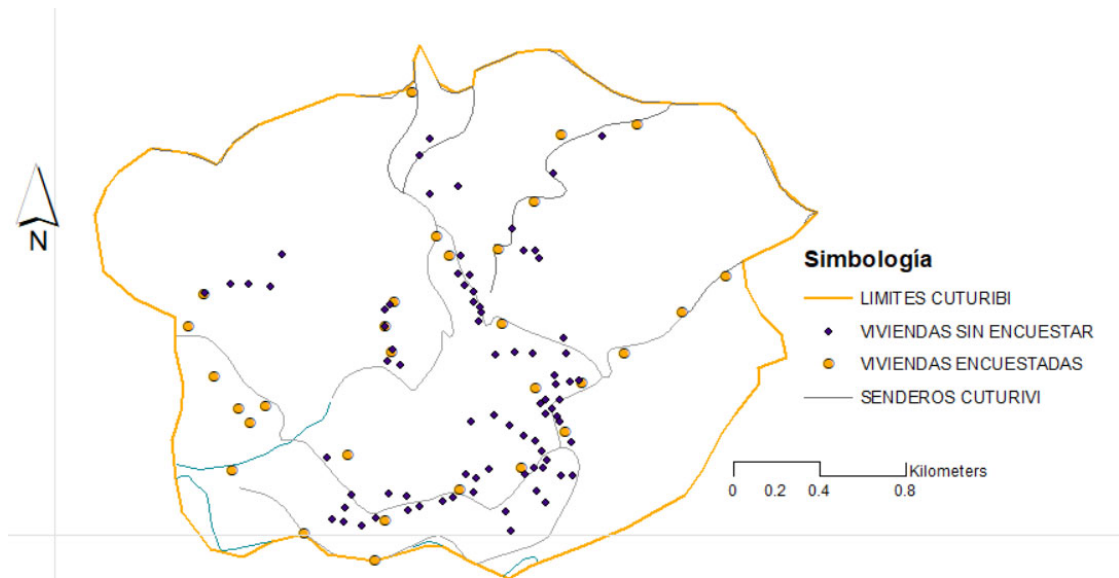 N
Simbología
LIMITES CUTURIBI
VIVIENDAS SIN ENCUESTAR
VIVIENDAS ENCUESTADAS
SENDEROS CUTURIVI
Kilometers
0 0.2 0.4 0.8